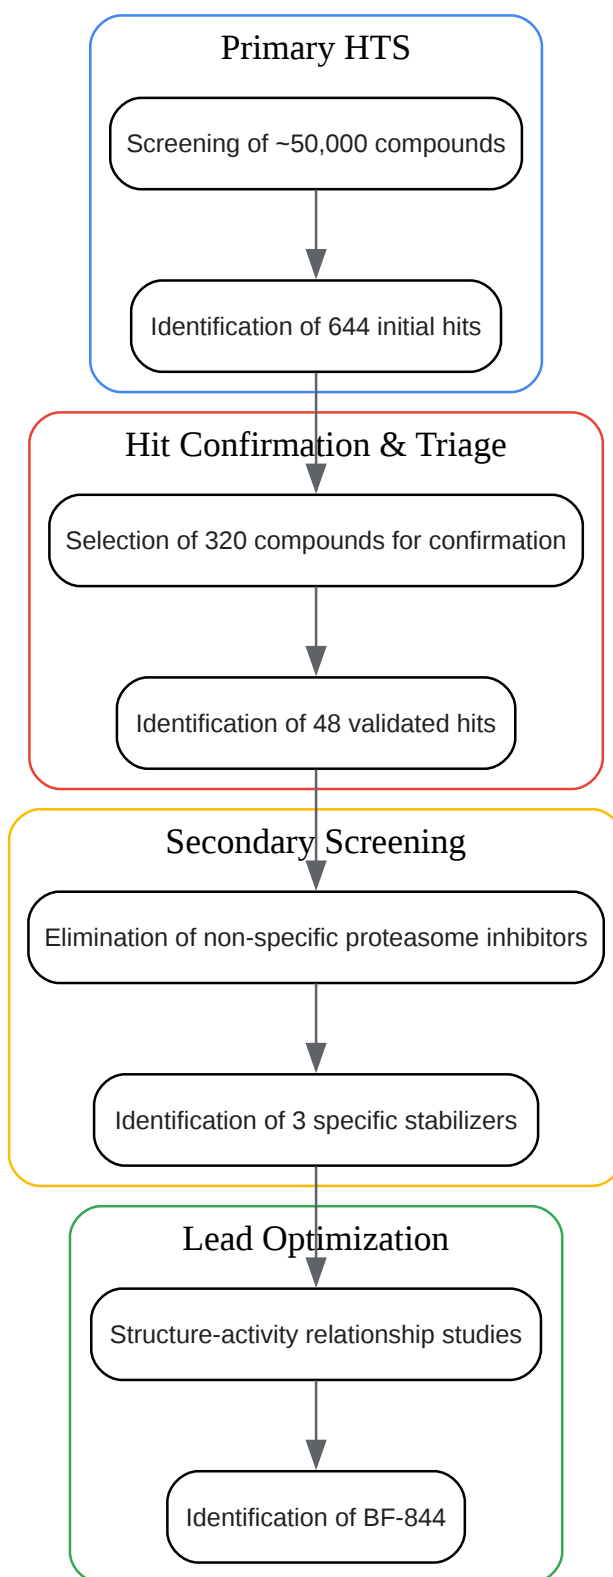 Primary HTS
Screening of ~50,000 compounds
Identification of 644 initial hits
Hit Confirmation & Triage
Selection of 320 compounds for confirmation
Identification of 48 validated hits
Secondary Screening
Elimination of non-specific proteasome inhibitors
Identification of 3 specific stabilizers
Lead Optimization
Structure-activity relationship studies
Identification of BF-844